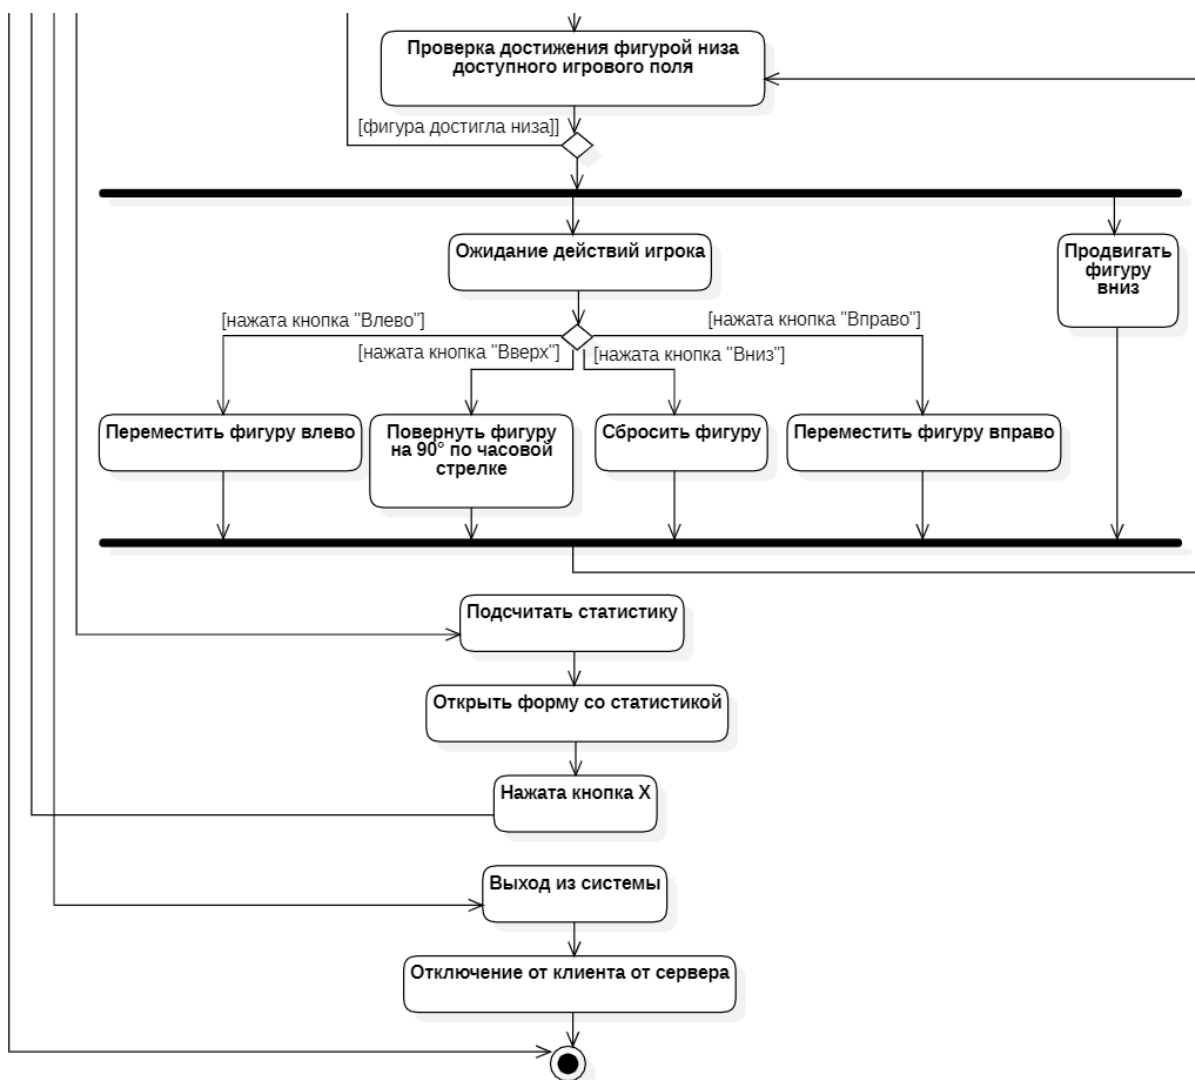 Проверка достижения фигурой низа
доступного игрового поля
[фигура достигла низа]]
Ожидание действий игрока
Продвигать
фигуру
вниз
[нажата кнопка "Влево"]
[нажата кнопка "Вправо"]
[нажата кнопка "Вверх"]
[нажата кнопка "Вниз"]
Переместить фигуру влево
Повернуть фигуру
на 90° по часовой
стрелке
Сбросить фигуру
Переместить фигуру вправо
Подсчитать статистику
Открыть форму со статистикой
Нажата кнопка X
Выход из системы
Отключение от клиента от сервера